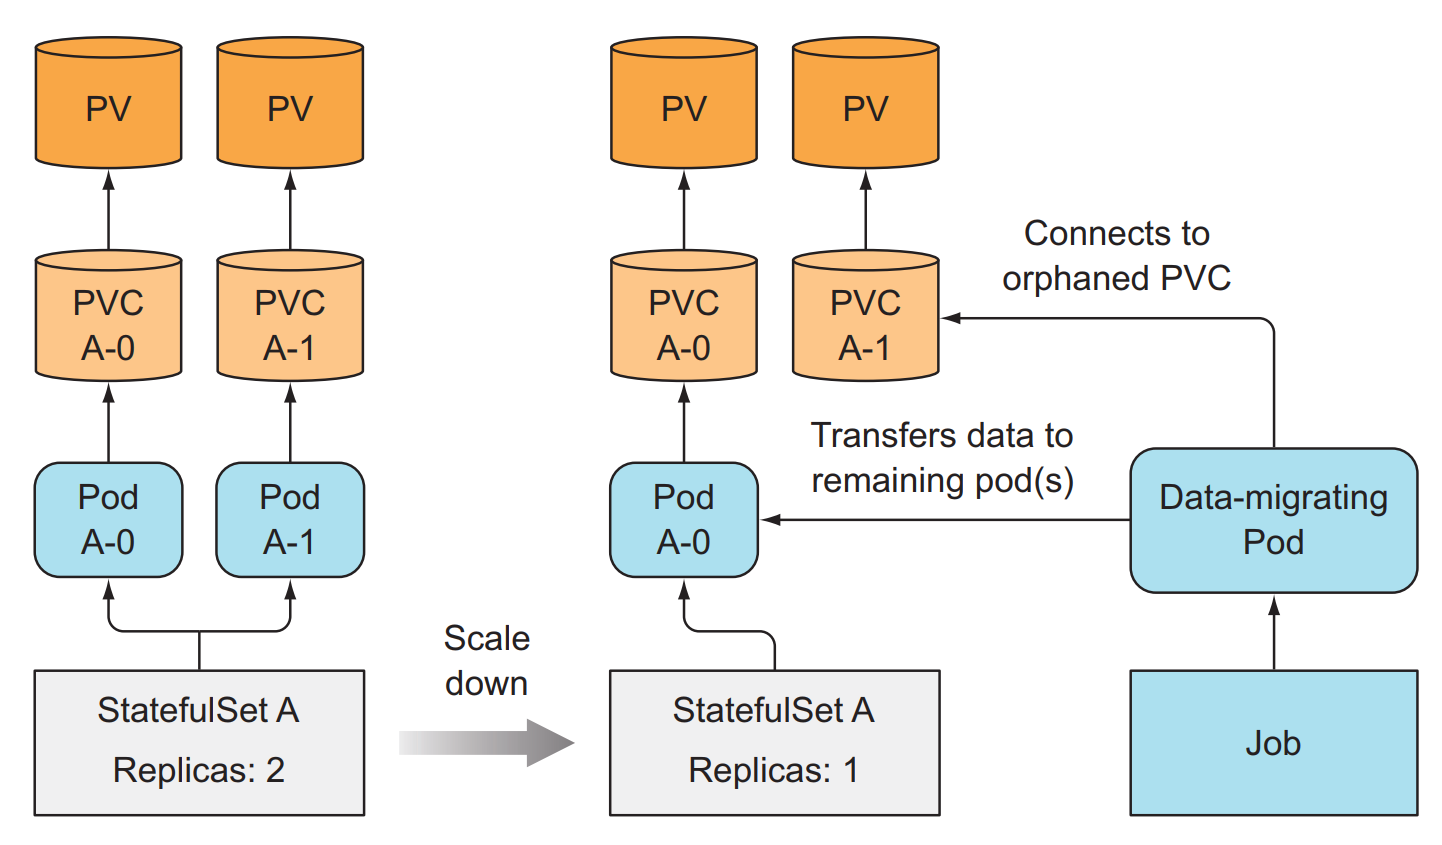 PV
PV
PVC
A-0
PVC
A-1
Pod
A-0
Pod
A-1
StatefulSet A
Replicas: 2
Scale
down
PV
PV
PVC
A-0
PVC
A-1
Connects to
orphaned PVC
Transfers data to
remaining pod(s)
Pod
A-0
Data-migrating
Pod
StatefulSet A
Replicas: 1
Job